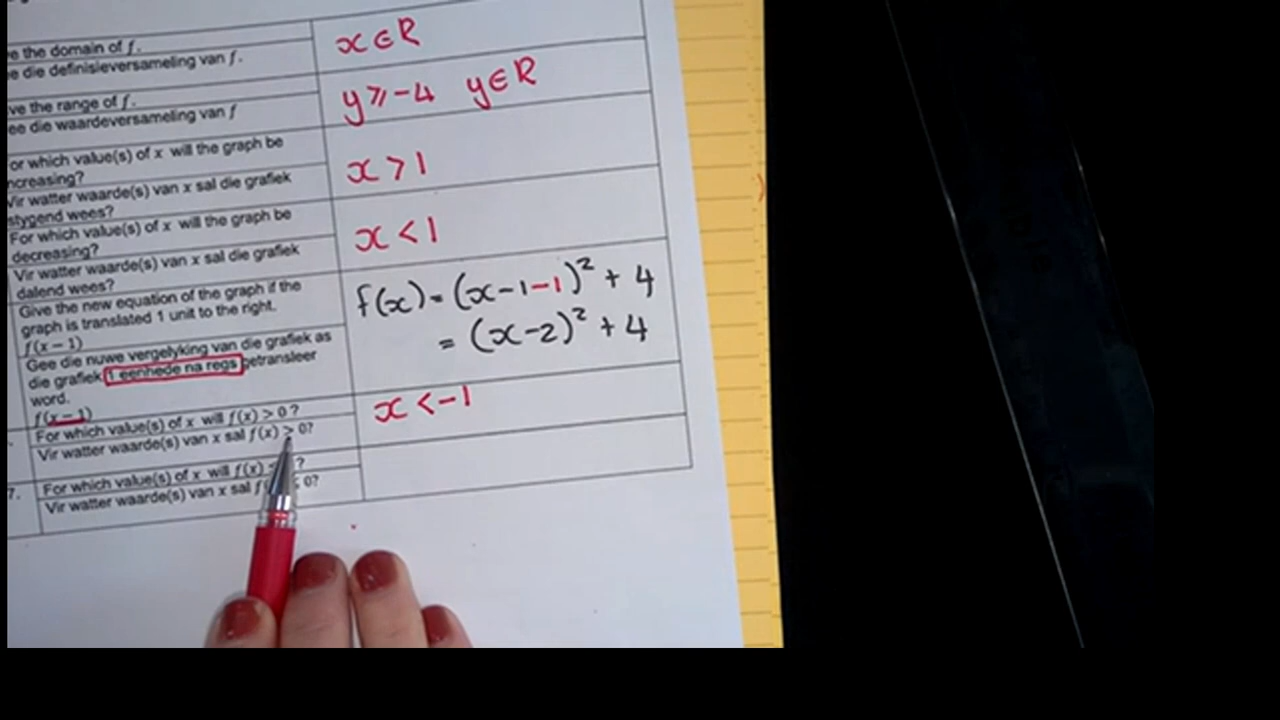 e the domain of f.
x ∈ R
e die definisieversameling van f.
ve the range of f.
y ≥ -4 y ∈ R
ee die waardeversameling van f
or which value(s) of x will the graph be
ncreasing?
x > 1
Vir watter waarde(s) van x sal die grafiek
stygend wees?
For which value(s) of x will the graph be
decreasing?
x < 1
Vir watter waarde(s) van x sal die grafiek
dalend wees?
Give the new equation of the graph if the
graph is translated 1 unit to the right.
f(x – 1)
f(x) = (x-1-1)² + 4
= (x-2)² + 4
Gee die nuwe vergelyking van die grafiek as
die grafiek 1 eenhede na regs getransleer
word.
f(x – 1)
For which value(s) of x will f(x) > 0 ?
x < -1
Vir watter waarde(s) van x sal f(x) > 0?
7. For which value(s) of x will f(x) ?
Vir watter waarde(s) van x sal 0?